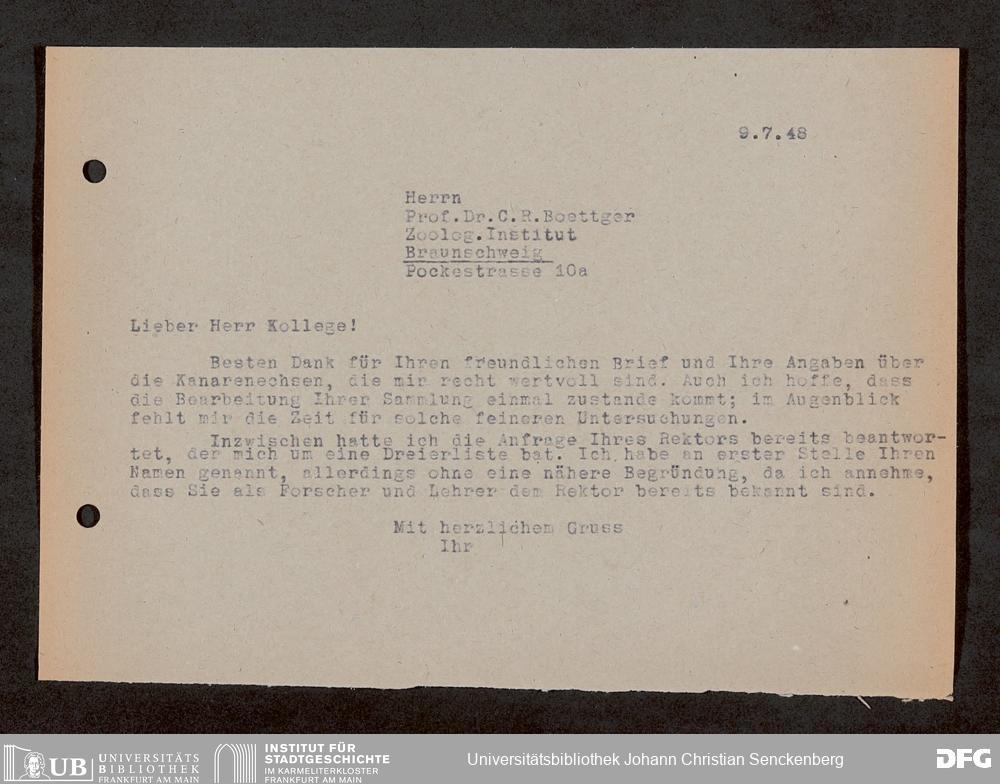 9.7.48
Herrn
Prof.Dr.C.R.Boettger
Zoolog.Institut
Braunschweig
Pockestrasse 10a
Lieber Herr Kollege!
Besten Dank für Ihren freundlichen Brief und Ihre Angaben über
die Kanarenechsen, die mir recht wertvoll sind. Auch ich hoffe, dass
die Bearbeitung Ihrer Sammlung einmal zustande kommt; im Augenblick
fehlt mir die Zeit für solche feineren Untersuchungen.
Inzwischen hatte ich die Anfrage Ihres Rektors bereits beantwor-
tet, der mich um eine Dreierliste bat. Ich habe an erster Stelle Ihren
Namen genannt, allerdings ohne eine nähere Begründung, da ich annehme,
dass Sie als Forscher und Lehrer dem Rektor bereits bekannt sind.
Mit herzlichem Gruss
Ihr
UB UNIVERSITÄTS
BIBLIOTHEK
FRANKFURT AM MAIN
INSTITUT FÜR
STADTGESCHICHTE
IM KARMELITERKLOSTER
FRANKFURT AM MAIN
Universitätsbibliothek Johann Christian Senckenberg
DFG